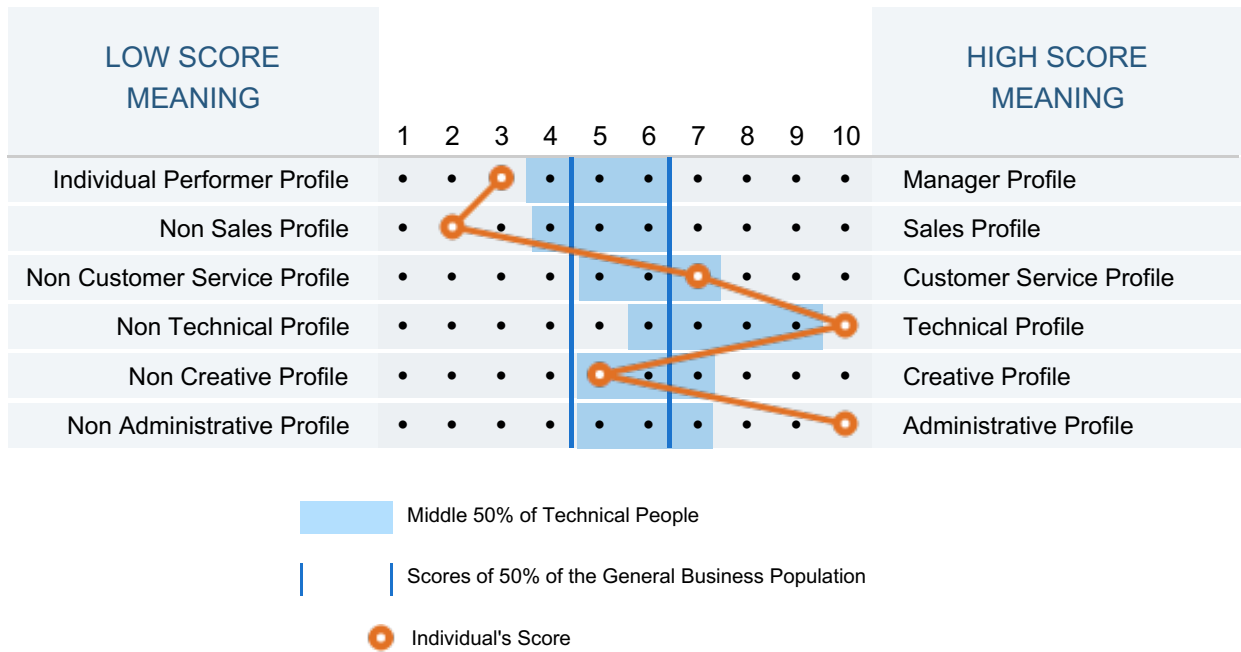 LOW SCORE
MEANING
HIGH SCORE
MEANING
1 2 3 4 5 6 7 8 9 10
Individual Performer Profile Manager Profile
Non Sales Profile Sales Profile
Non Customer Service Profile Customer Service Profile
Non Technical Profile Technical Profile
Non Creative Profile Creative Profile
Non Administrative Profile Administrative Profile
Middle 50% of Technical People
Scores of 50% of the General Business Population
Individual's Score